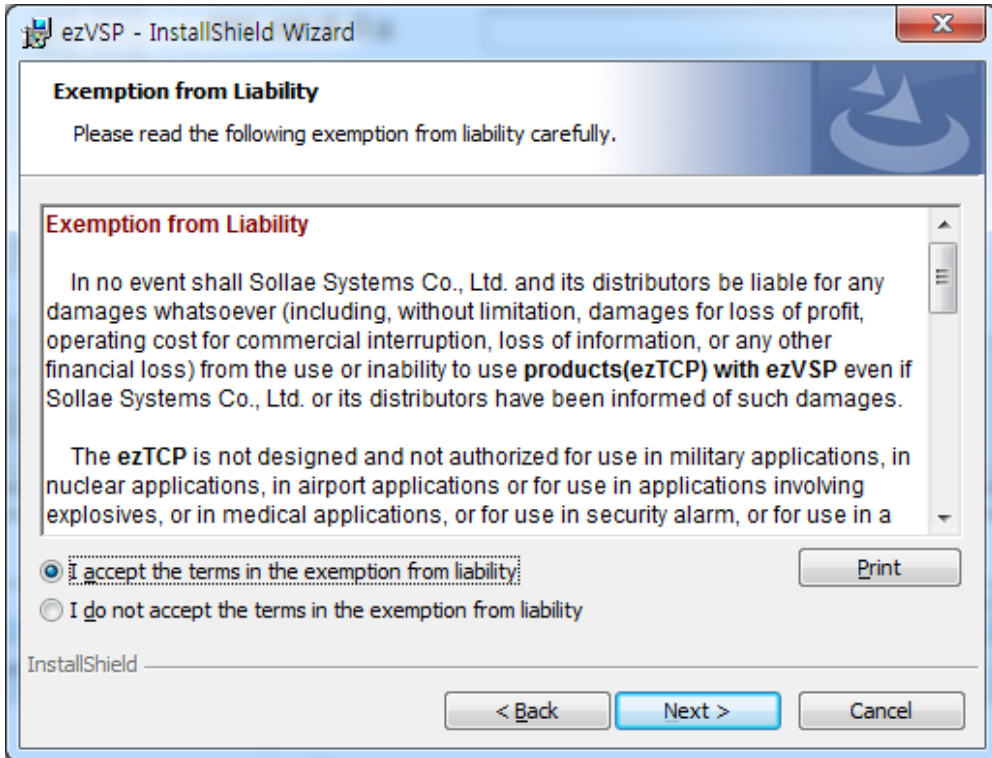 ezVSP - InstallShield Wizard
Exemption from Liability
Please read the following exemption from liability carefully.
Exemption from Liability
In no event shall Sollae Systems Co., Ltd. and its distributors be liable for any
damages whatsoever (including, without limitation, damages for loss of profit,
operating cost for commercial interruption, loss of information, or any other
financial loss) from the use or inability to use products(ezTCP) with ezVSP even if
Sollae Systems Co., Ltd. or its distributors have been informed of such damages.
The ezTCP is not designed and not authorized for use in military applications, in
nuclear applications, in airport applications or for use in applications involving
explosives, or in medical applications, or for use in security alarm, or for use in a
I accept the terms in the exemption from liability
Print
I do not accept the terms in the exemption from liability
InstallShield
< Back
Next >
Cancel